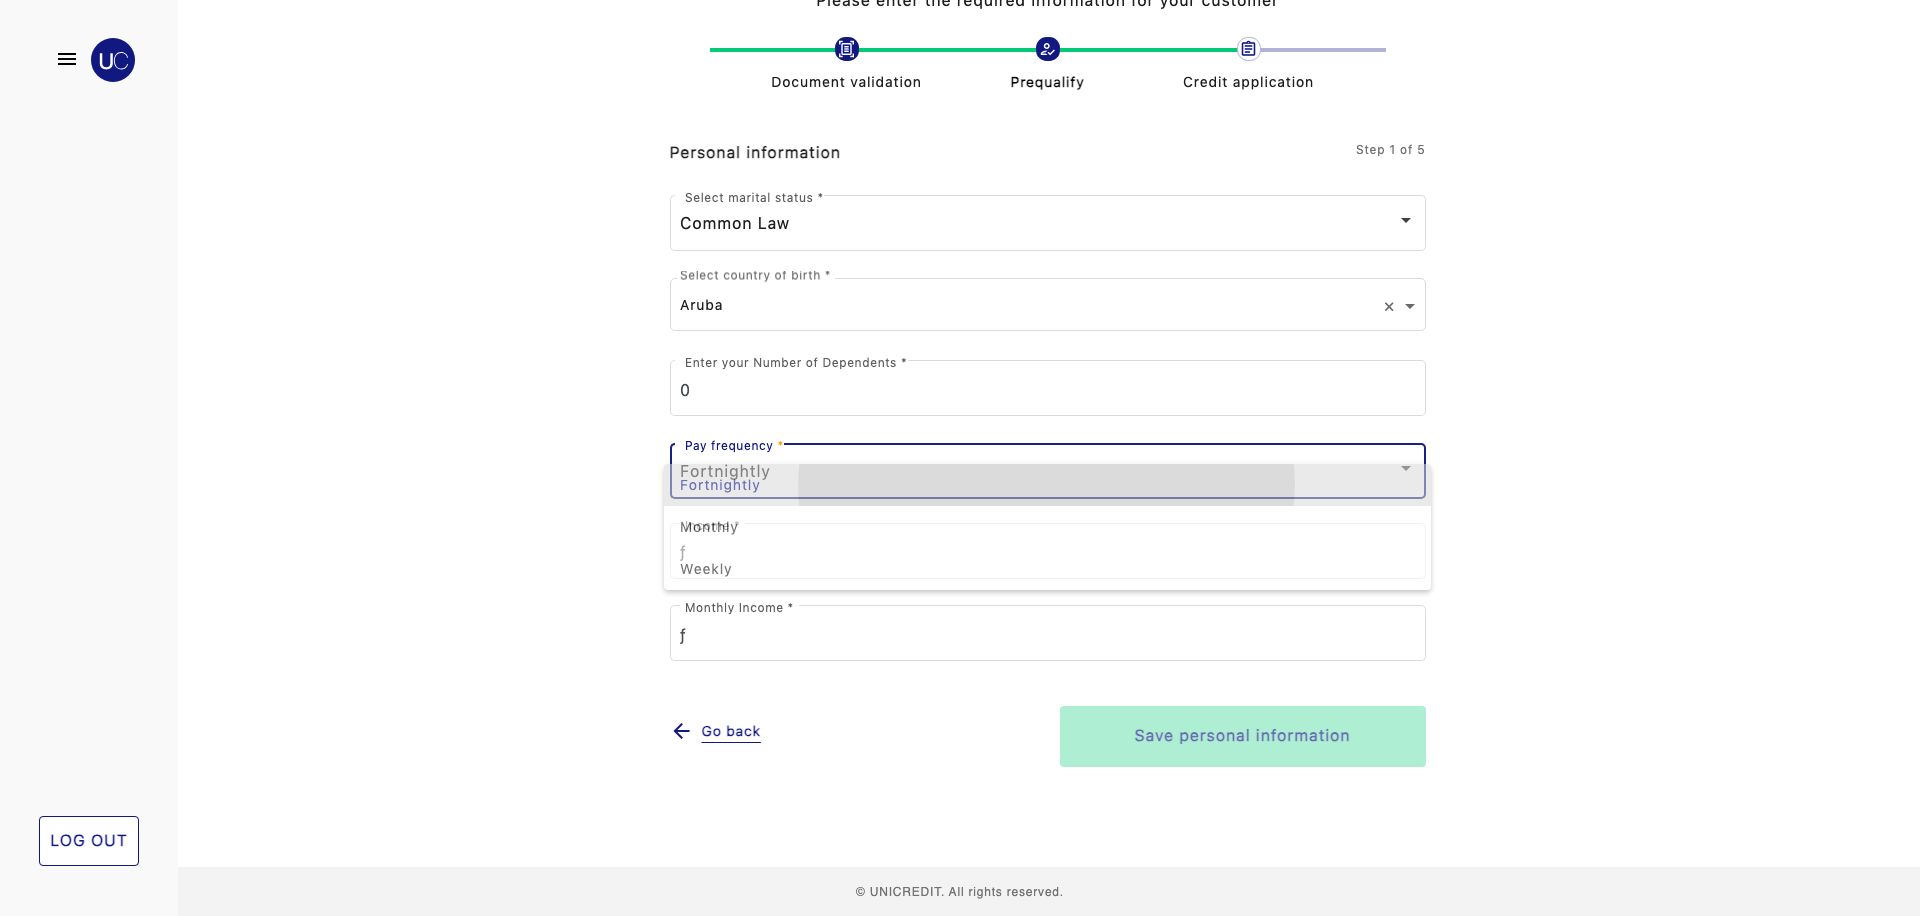 Please enter the required information for your customer
UC
Document validation
Prequalify
Credit application
Personal information
Step 1 of 5
Select marital status *
Common Law
Select country of birth *
Aruba
Enter your Number of Dependents *
0
Pay frequency *
Fortnightly
Fortnightly
Monthly
Income *
ƒ
Weekly
Monthly Income *
ƒ
Go back
Save personal information
LOG OUT
© UNICREDIT. All rights reserved.